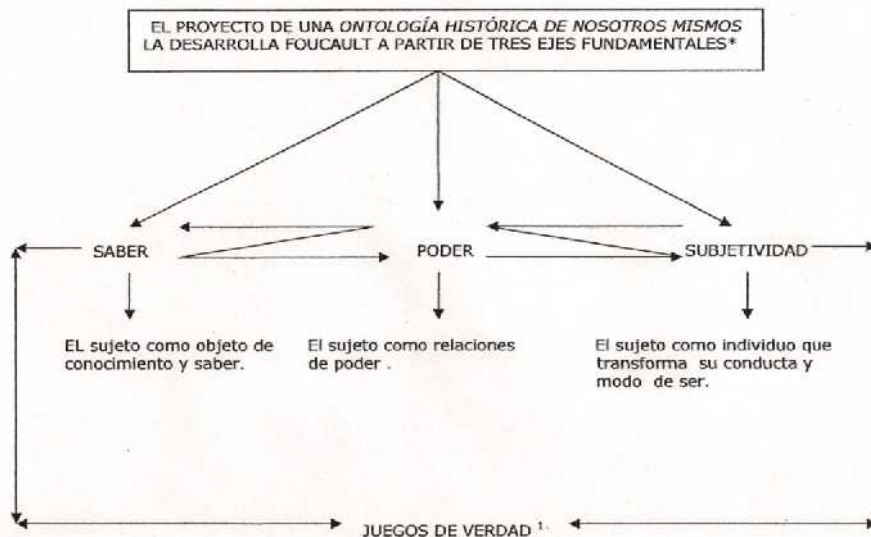 EL PROYECTO DE UNA ONTOLOGÍA HISTÓRICA DE NOSOTROS MISMOS
LA DESARROLLA FOUCAULT A PARTIR DE TRES EJES FUNDAMENTALES*
SABER
PODER
SUBJETIVIDAD
EL sujeto como objeto de
conocimiento y saber.
El sujeto como relaciones
de poder .
El sujeto como individuo que
transforma su conducta y
modo de ser.
JUEGOS DE VERDAD 1.